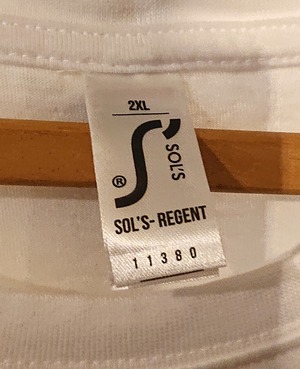 2XL
SOL'S
®
SOL'S- REGENT
11380